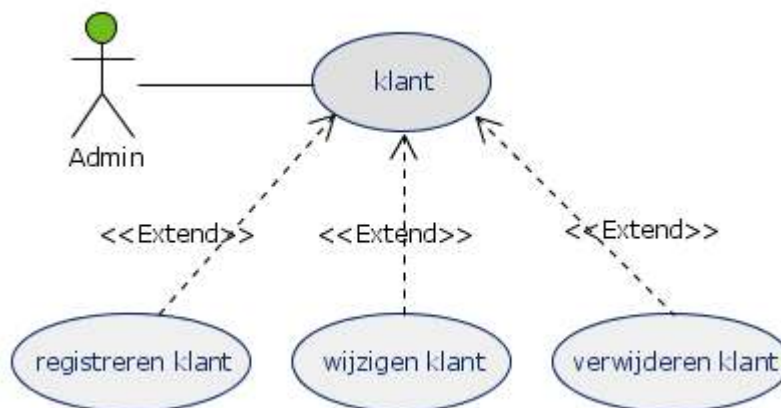 klant
Admin
<<Extend>>
<<Extend>>
<<Extend>>
registreren klant
wijzigen klant
verwijderen klant